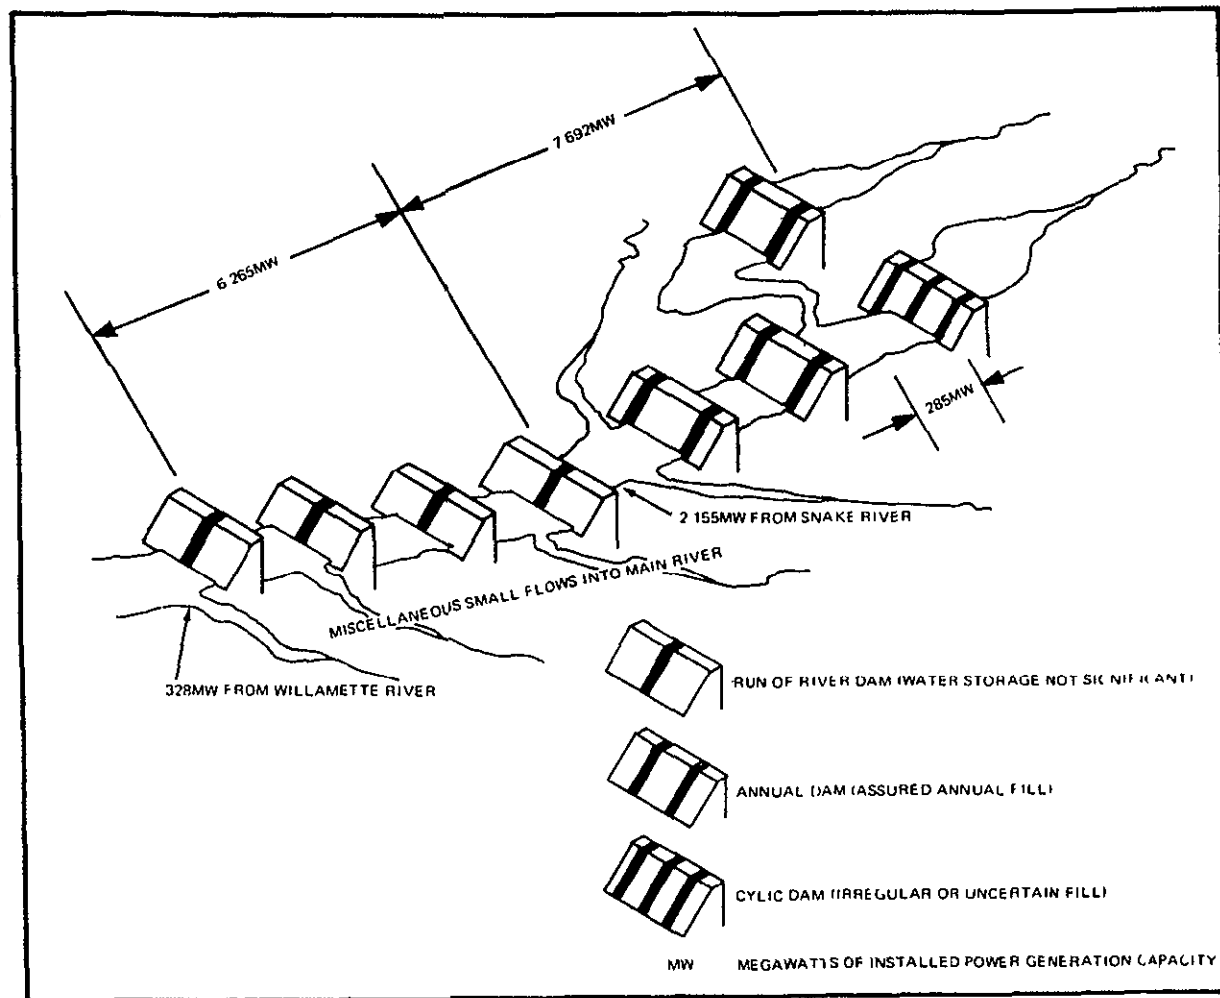 7 692MW
6 265MW
285MW
2 155MW FROM SNAKE RIVER
MISCELLANEOUS SMALL FLOWS INTO MAIN RIVER
328MW FROM WILLAMETTE RIVER
RUN OF RIVER DAM (WATER STORAGE NOT SIGNIFICANT)
ANNUAL DAM (ASSURED ANNUAL FILL)
CYLIC DAM (IRREGULAR OR UNCERTAIN FILL)
MW MEGAWATTS OF INSTALLED POWER GENERATION CAPACITY